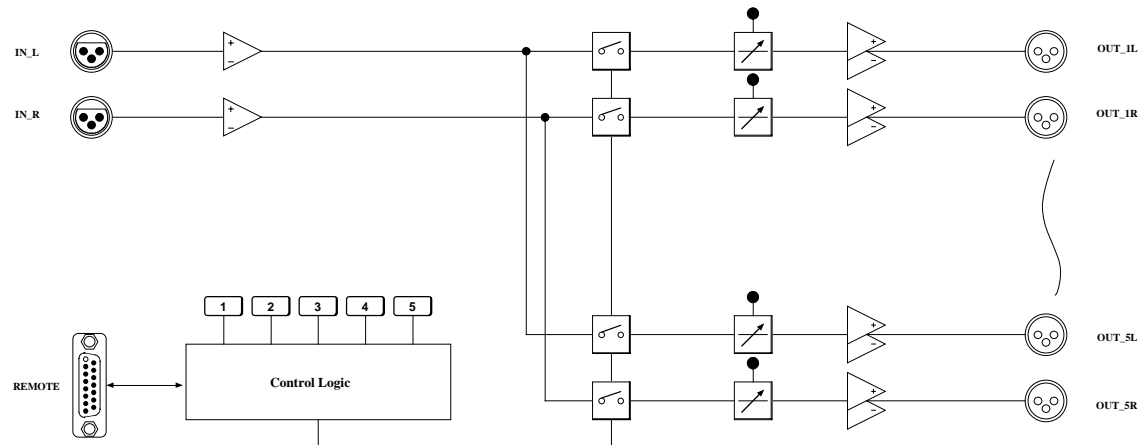 IN_L
OUT_1L
IN_R
OUT_1R
+
−
+
−
+
−
+
−
1 2 3 4 5
OUT_5L
REMOTE
Control Logic
OUT_5R
+
−
+
−